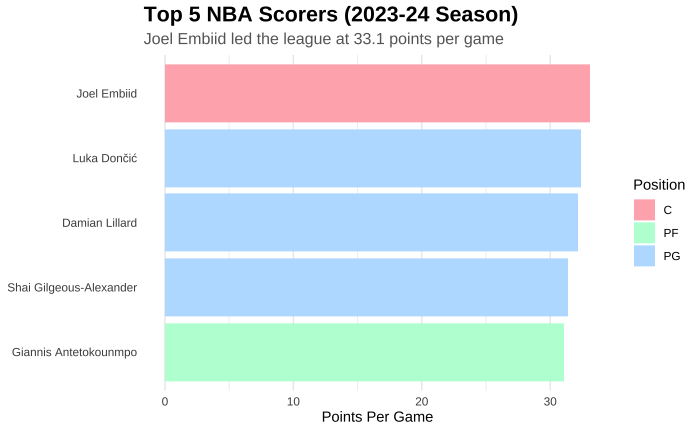 Top 5 NBA Scorers (2023-24 Season)
Joel Embiid led the league at 33.1 points per game
Joel Embiid
Luka Dončić
Damian Lillard
Shai Gilgeous-Alexander
Giannis Antetokounmpo
0 10 20 30
Points Per Game
Position
C
PF
PG